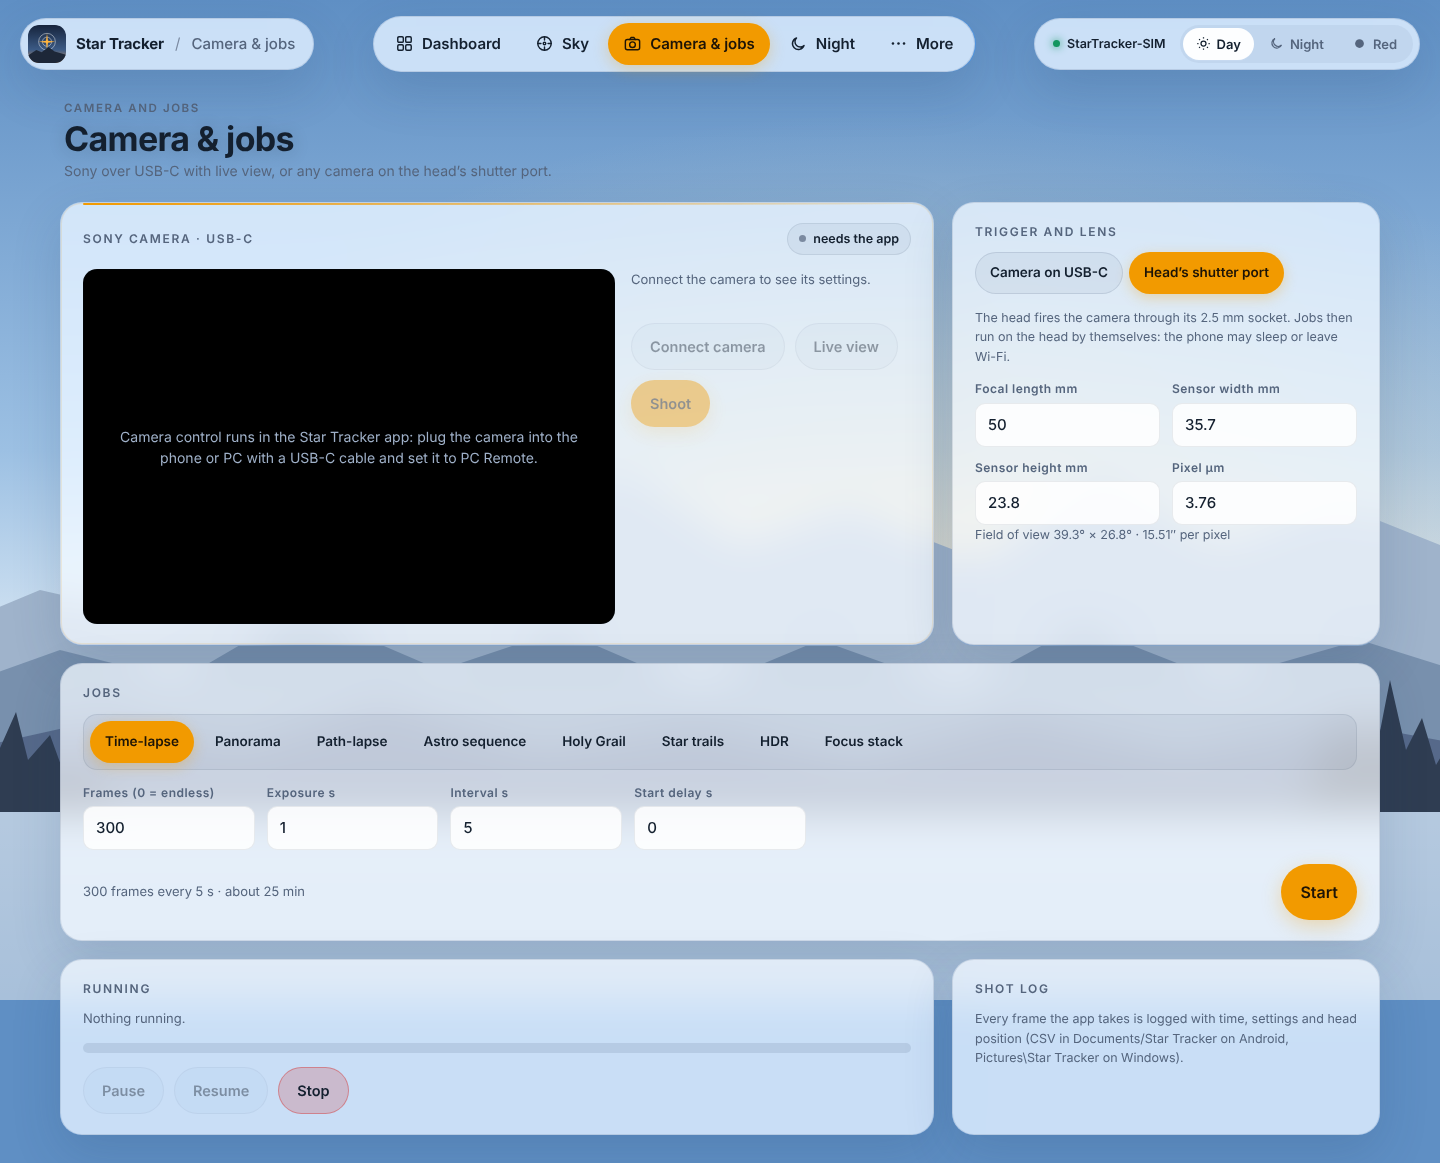 Star Tracker / Camera & jobs
Dashboard
Sky
Camera & jobs
Night
More
StarTracker-SIM
Day
Night
Red
CAMERA AND JOBS
Camera & jobs
Sony over USB-C with live view, or any camera on the head’s shutter port.
SONY CAMERA · USB-C
needs the app
Camera control runs in the Star Tracker app: plug the camera into the
phone or PC with a USB-C cable and set it to PC Remote.
Connect the camera to see its settings.
Connect camera
Live view
Shoot
TRIGGER AND LENS
Camera on USB-C
Head’s shutter port
The head fires the camera through its 2.5 mm socket. Jobs then
run on the head by themselves: the phone may sleep or leave
Wi-Fi.
Focal length mm
Sensor width mm
50
35.7
Sensor height mm
Pixel µm
23.8
3.76
Field of view 39.3° × 26.8° · 15.51″ per pixel
JOBS
Time-lapse
Panorama
Path-lapse
Astro sequence
Holy Grail
Star trails
HDR
Focus stack
Frames (0 = endless)
Exposure s
Interval s
Start delay s
300
1
5
0
300 frames every 5 s · about 25 min
Start
RUNNING
Nothing running.
Pause
Resume
Stop
SHOT LOG
Every frame the app takes is logged with time, settings and head
position (CSV in Documents/Star Tracker on Android,
Pictures\Star Tracker on Windows).